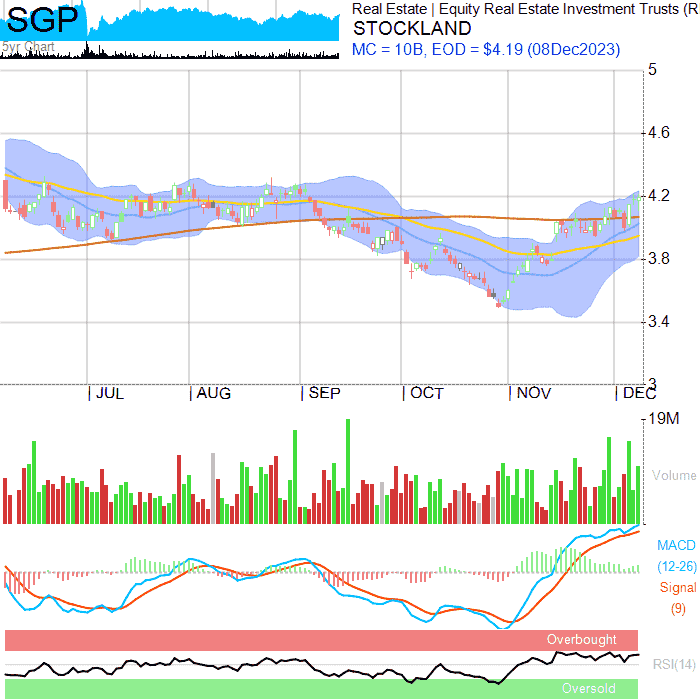 SGP
5yr Chart
Real Estate | Equity Real Estate Investment Trusts (R
STOCKLAND
MC = 10B, EOD = $4.19 (08Dec2023)
5
4.6
4.2
3.8
3.4
3
JUL AUG SEP OCT NOV DEC
19M
Volume
MACD
(12-26)
Signal
(9)
Overbought
RSI(14)
Oversold